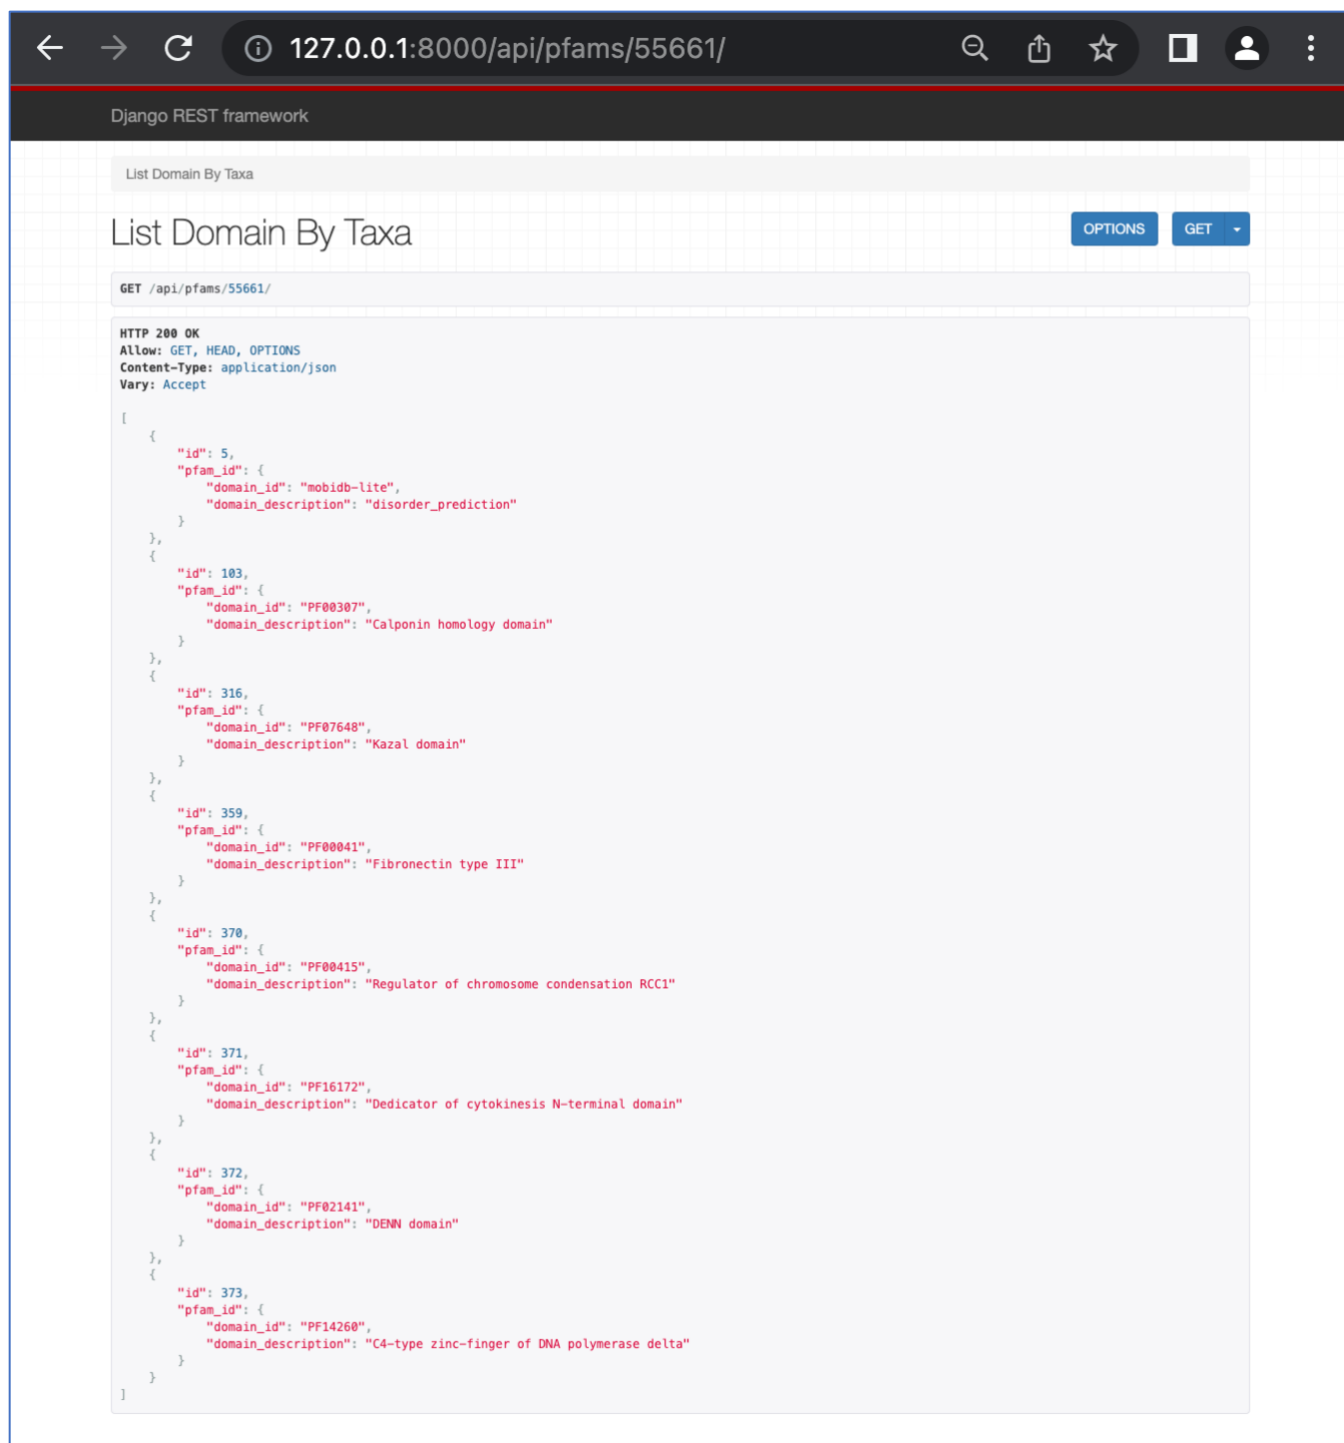 127.0.0.1:8000/api/pfams/55661/
Django REST framework
List Domain By Taxa
List Domain By Taxa
OPTIONS
GET
GET /api/pfams/55661/
HTTP 200 OK
Allow: GET, HEAD, OPTIONS
Content-Type: application/json
Vary: Accept
[
    {
        "id": 5,
        "pfam_id": {
            "domain_id": "mobidb-lite",
            "domain_description": "disorder_prediction"
        }
    },
    {
        "id": 103,
        "pfam_id": {
            "domain_id": "PF00307",
            "domain_description": "Calponin homology domain"
        }
    },
    {
        "id": 316,
        "pfam_id": {
            "domain_id": "PF07648",
            "domain_description": "Kazal domain"
        }
    },
    {
        "id": 359,
        "pfam_id": {
            "domain_id": "PF00041",
            "domain_description": "Fibronectin type III"
        }
    },
    {
        "id": 370,
        "pfam_id": {
            "domain_id": "PF00415",
            "domain_description": "Regulator of chromosome condensation RCC1"
        }
    },
    {
        "id": 371,
        "pfam_id": {
            "domain_id": "PF16172",
            "domain_description": "Dedicator of cytokinesis N-terminal domain"
        }
    },
    {
        "id": 372,
        "pfam_id": {
            "domain_id": "PF02141",
            "domain_description": "DENN domain"
        }
    },
    {
        "id": 373,
        "pfam_id": {
            "domain_id": "PF14260",
            "domain_description": "C4-type zinc-finger of DNA polymerase delta"
        }
    }
]